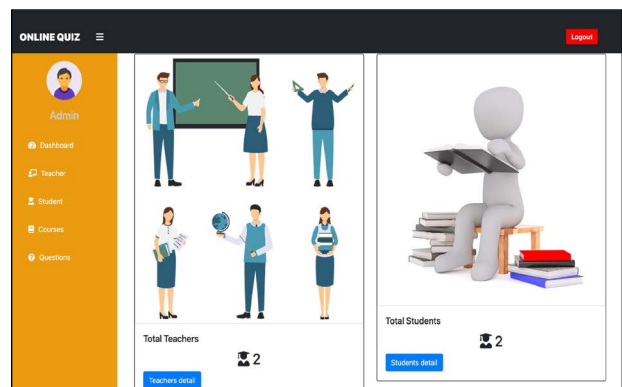 ONLINE QUIZ
Logout
Admin
Dashboard
Teacher
Student
Courses
Questions
Total Teachers
2
Teachers detail
Total Students
2
Students detail